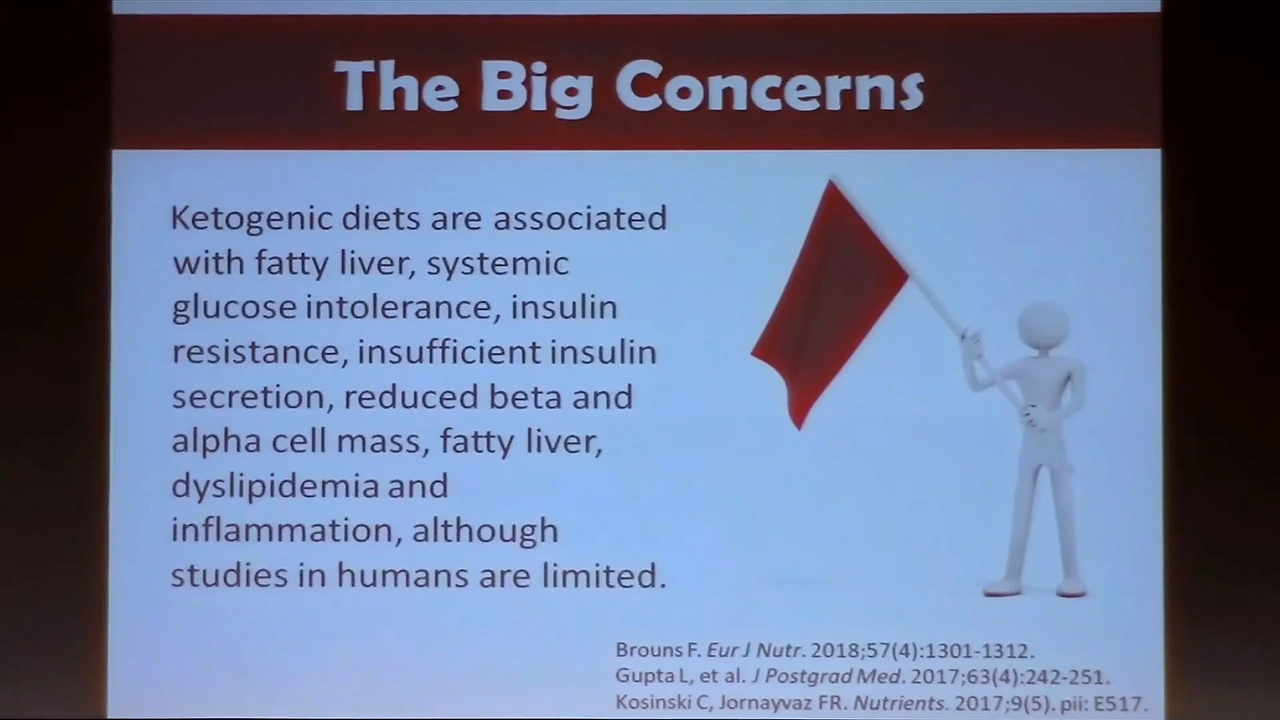 The Big Concerns
Ketogenic diets are associated
with fatty liver, systemic
glucose intolerance, insulin
resistance, insufficient insulin
secretion, reduced beta and
alpha cell mass, fatty liver,
dyslipidemia and
inflammation, although
studies in humans are limited.
Brouns F. Eur J Nutr. 2018;57(4):1301-1312.
Gupta L, et al. J Postgrad Med. 2017;63(4):242-251.
Kosinski C, Jornayvaz FR. Nutrients. 2017;9(5). pii: E517.